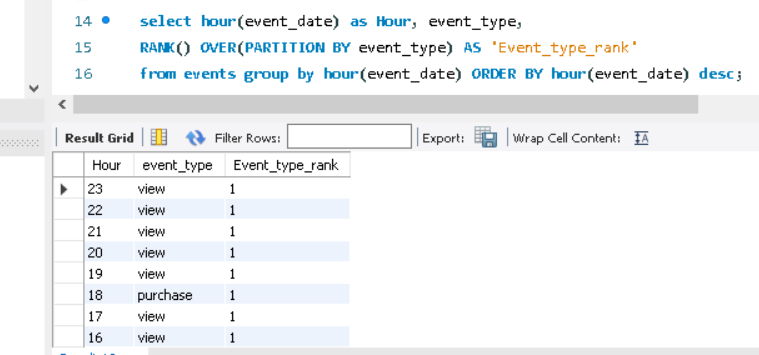 14 select hour(event_date) as Hour, event_type,
15 RANK() OVER(PARTITION BY event_type) AS 'Event_type_rank'
16 from events group by hour(event_date) ORDER BY hour(event_date) desc;
Result Grid Filter Rows: Export: Wrap Cell Content:
Hour event_type Event_type_rank
23 view 1
22 view 1
21 view 1
20 view 1
19 view 1
18 purchase 1
17 view 1
16 view 1